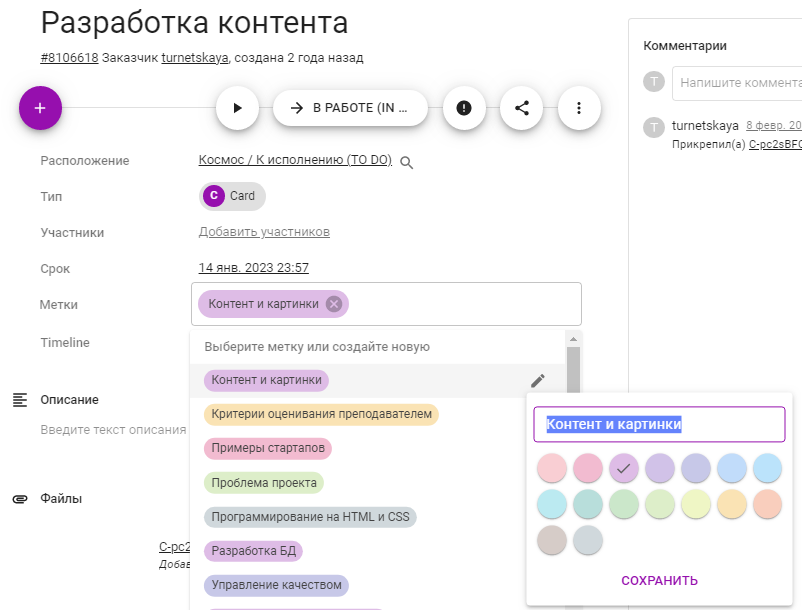 Разработка контента
#8106618 Заказчик turnetskaya, создана 2 года назад
+
В РАБОТЕ (IN ...
Расположение
Космос / К исполнению (TO DO)
Тип
C Card
Участники
Добавить участников
Срок
14 янв. 2023 23:57
Метки
Контент и картинки
Timeline
Выберите метку или создайте новую
Контент и картинки
Критерии оценивания преподавателем
Примеры стартапов
Проблема проекта
Программирование на HTML и CSS
Разработка БД
Управление качеством
Описание
Введите текст описания
Файлы
C-pc2
Добав
Контент и картинки
СОХРАНИТЬ
Комментарии
T
Напишите коммента
T
turnetskaya 8 февр. 20
Прикрепил(а) C-pc2sBFC